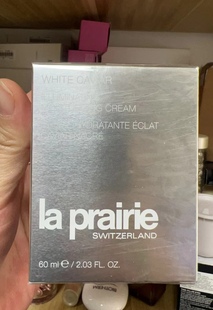 WHITE CAVIAR
CREAM
HYDRATANTE ÉCLAT
la prairie
SWITZERLAND
60 ml ℮ / 2.03 FL. OZ.